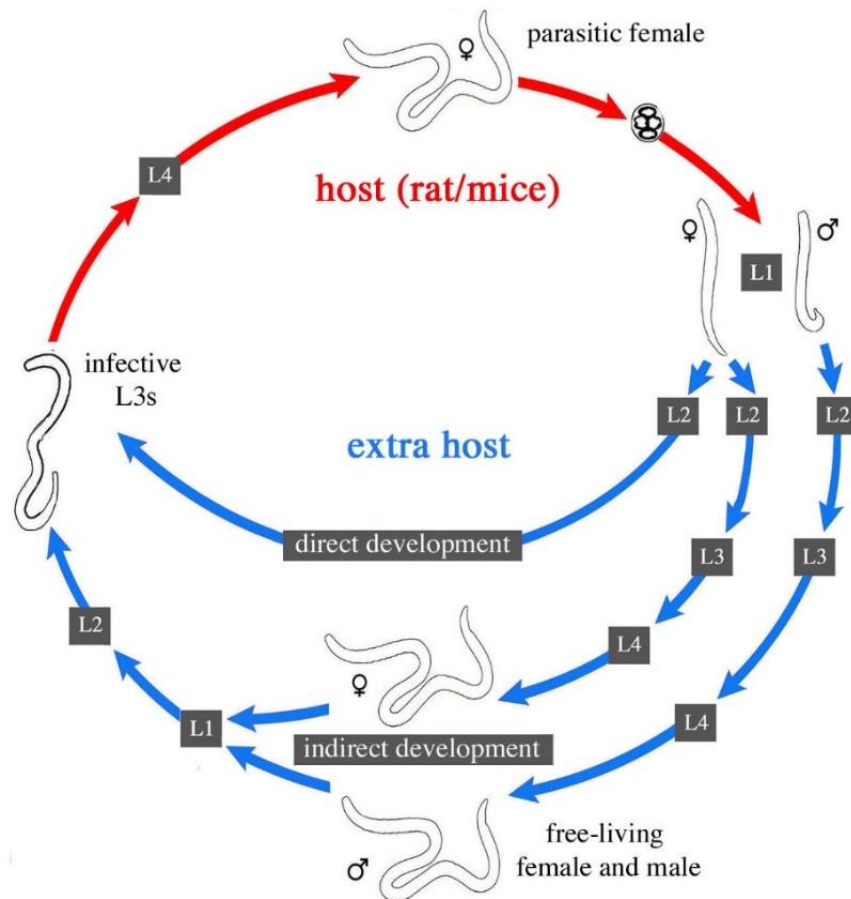 ♀
parasitic female
L4
host (rat/mice)
♀
♂
L1
infective
L3s
L2
L2
L2
extra host
direct development
L3
L3
L2
L4
♀
L4
L1
indirect development
free-living
female and male
♂